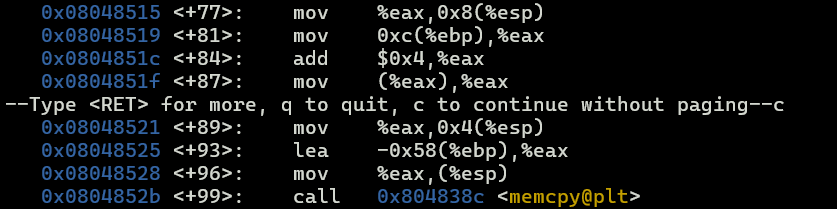 0x08048515 <+77>: mov %eax,0x8(%esp)
0x08048519 <+81>: mov 0xc(%ebp),%eax
0x0804851c <+84>: add $0x4,%eax
0x0804851f <+87>: mov (%eax),%eax
--Type <RET> for more, q to quit, c to continue without paging--c
0x08048521 <+89>: mov %eax,0x4(%esp)
0x08048525 <+93>: lea -0x58(%ebp),%eax
0x08048528 <+96>: mov %eax,(%esp)
0x0804852b <+99>: call 0x804838c <memcpy@plt>